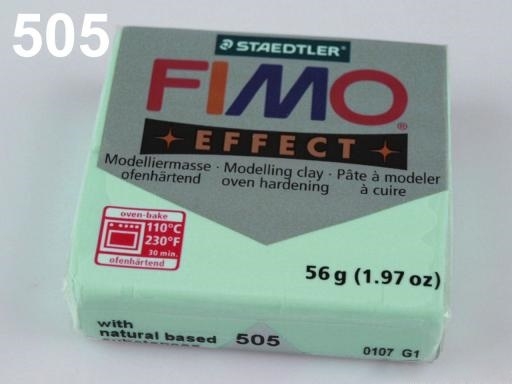 505
STAEDTLER®
FIMO®
EFFECT
Modelliermasse · Modelling clay · Pâte à modeler
ofenhärtend oven hardening à cuire
oven-bake
110°C
230°F
30 min.
ofenhärtend
56 g (1.97 oz)
with
natural based
substances 505
0107 G1